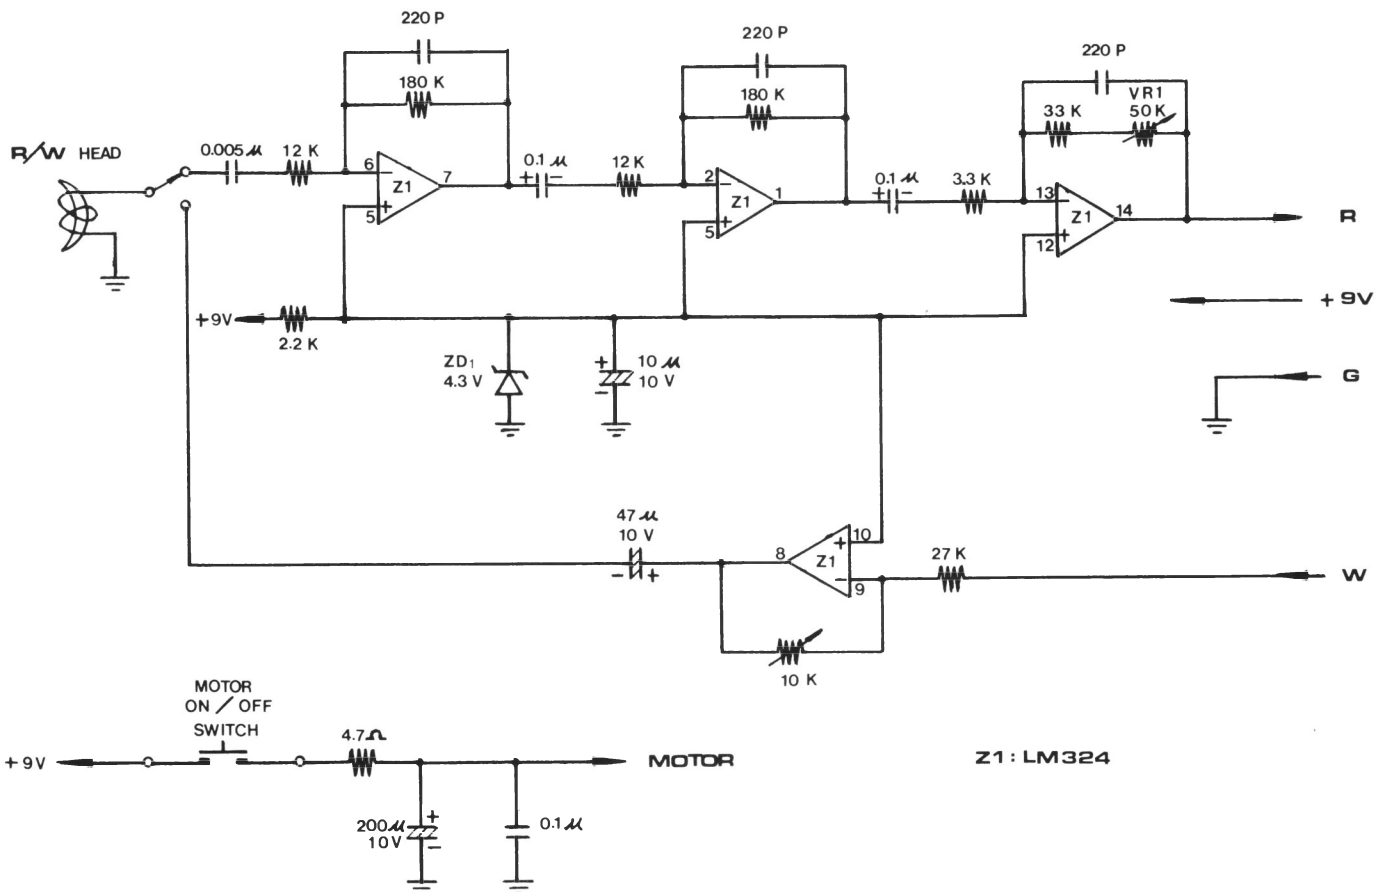 220 P
180 K
220 P
180 K
220 P
VR1
33 K
50K
R/W HEAD
0.005 μ
12 K
6
-
Z1
7
+
5
0.1 μ
+ -
12 K
2
-
Z1
1
+
5
0.1 μ
+ -
3.3 K
13
-
Z1
14
+
12
R
+9V
2.2 K
ZD1
4.3 V
+
10 μ
10 V
-
+ 9V
G
47 μ
10 V
- +
8
Z1
+
10
-
9
27 K
W
10 K
MOTOR
ON / OFF
SWITCH
+9V
4.7Ω
MOTOR
200μ
10V
+
-
0.1 μ
Z1 : LM324